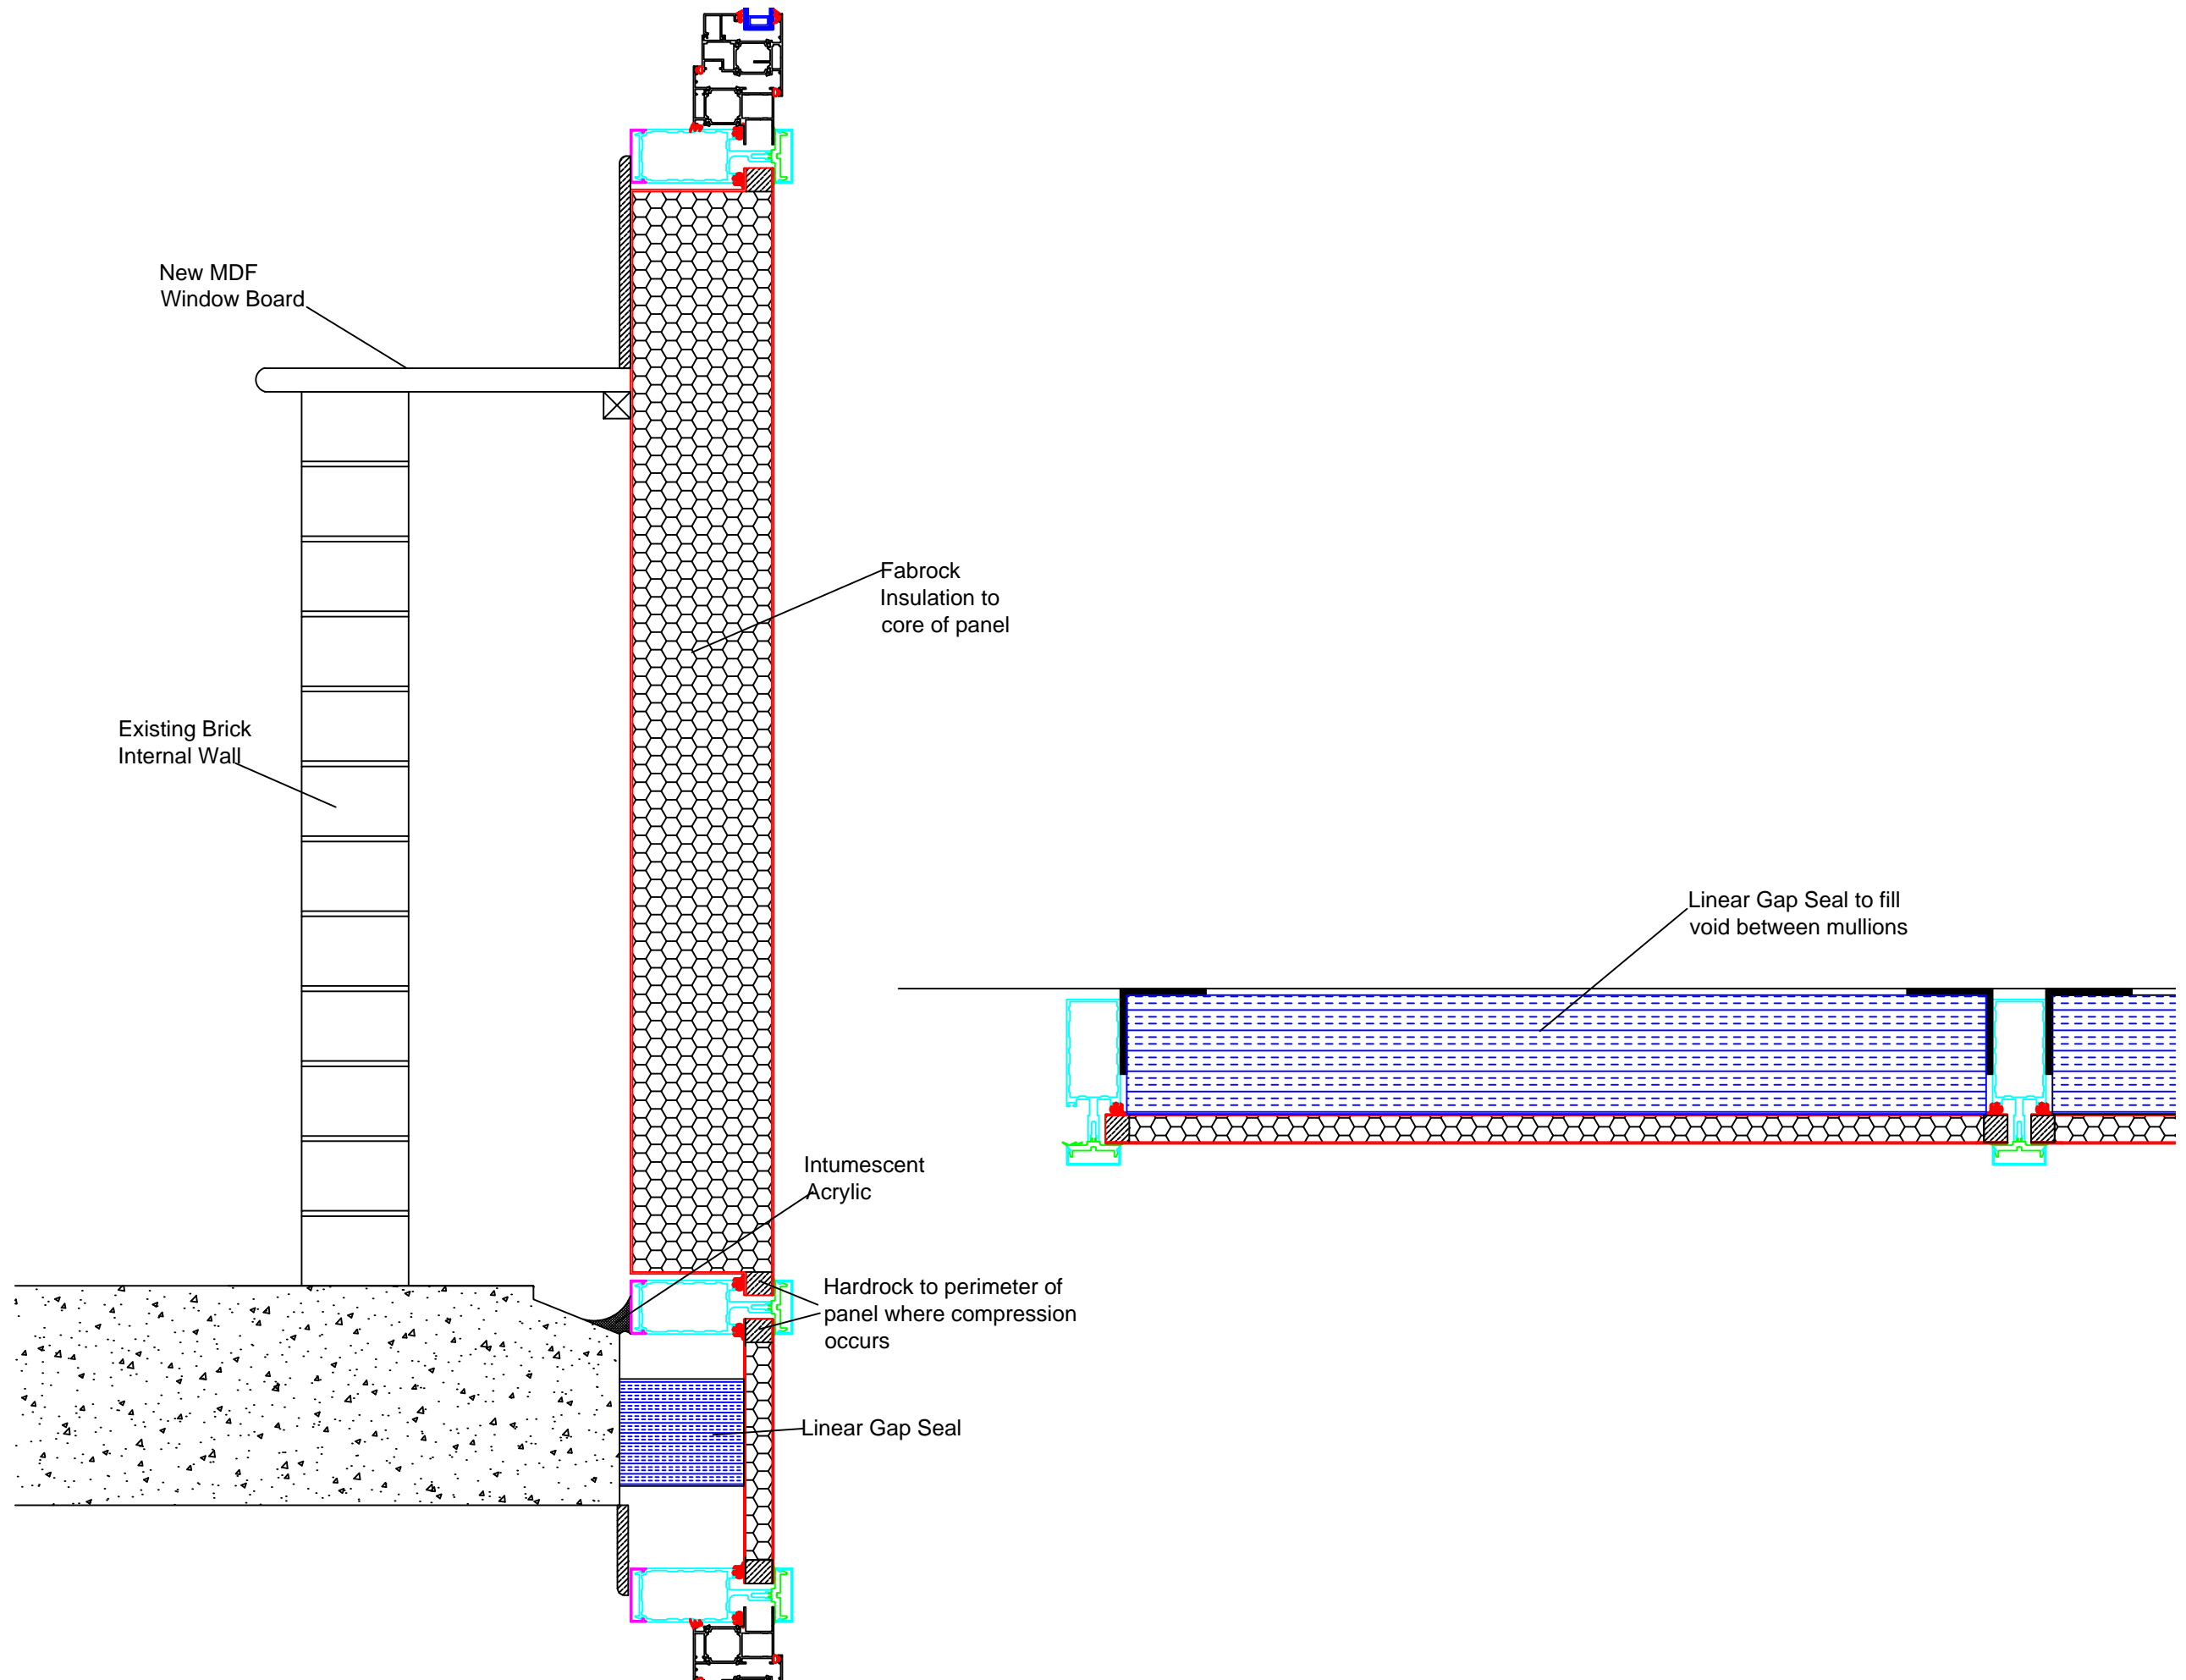 New MDF
Window Board
Fabrock
Insulation to
core of panel
Existing Brick
Internal Wall
Linear Gap Seal to fill
void between mullions
Intumescent
Acrylic
Hardrock to perimeter of
panel where compression
occurs
Linear Gap Seal